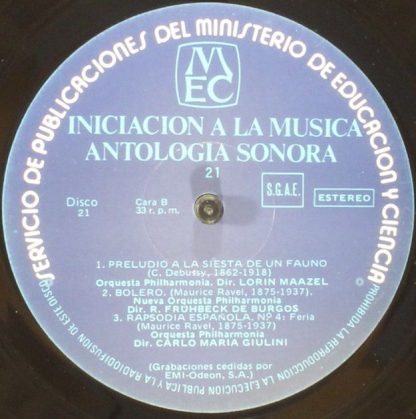 SERVICIO DE PUBLICACIONES DEL MINISTERIO DE EDUCACION Y CIENCIA
MEC
INICIACION A LA MUSICA
ANTOLOGIA SONORA
21
S.G.A.E.
ESTEREO
Disco
21
Cara B
33 r. p. m.
1. PRELUDIO A LA SIESTA DE UN FAUNO
(C. Debussy, 1862-1918)
Orquesta Philharmonia. Dir. LORIN MAAZEL
2. BOLERO. (Maurice Ravel, 1875-1937).
Nueva Orquesta Philharmonia
Dir. R. FRÜHBECK DE BURGOS
3. RAPSODIA ESPAÑOLA. Nº 4: Feria
(Maurice Ravel, 1875-1937)
Orquesta Philharmonia
Dir. CARLO MARIA GIULINI
(Grabaciones cedidas por
EMI-Odeon, S.A.)
PROHIBIDA LA REPRODUCCION LA EJECUCION PUBLICA Y LA RADIODIFUSION DE ESTE DISCO